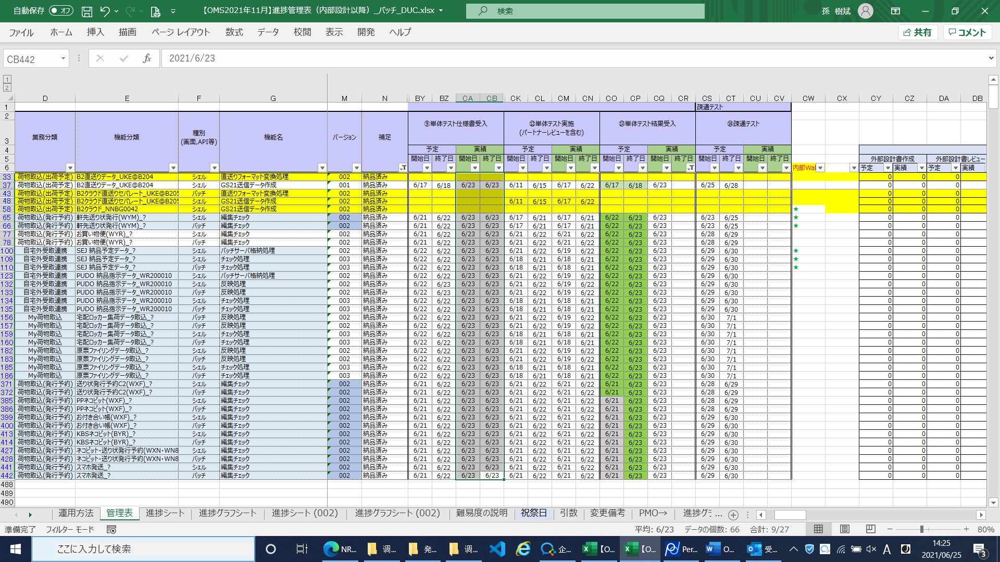 自動保存 オフ 【OMS2021年11月】進捗管理表（内部設計以降）_バッチ_DUC.xlsx 検索 孫 樹斌
ファイル ホーム 挿入 描画 ページ レイアウト 数式 データ 校閲 表示 開発 ヘルプ 共有 コメント
CB442 fx 2021/6/23
1
2
D E F G M N BY BZ CA CB CK CL CM CN CO CP CQ CR CS CT CU CV CW CX CY CZ DA DB
1 疎通テスト
2 ⑨単体テスト仕様書受入 ⑫単体テスト実施 ⑬単体テスト結果受入 ⑭疎通テスト
(パートナーレビューを含む)
3 業務分類 機能分類 種別 (画面,API等) 機能名 バージョン 補足
4 予定 実績 予定 実績 予定 実績 予定 実績
5 開始日 終了日 開始日 終了日 開始日 終了日 開始日 終了日 開始日 終了日 開始日 終了日 開始日 終了日 開始日 終了日 外部設計書作成 外部設計書レビュー
6 内部Wal 予定 実績 予定 実績
33 荷物取込(出荷予定) B2直送りデータ_UKE@B204 シェル 直送りフォーマット変換処理 002 納品済み 0 0 0
37 荷物取込(出荷予定) B2直送りデータ_UKE@B204 シェル GS21送信データ作成 001 納品済み 6/17 6/18 6/23 6/23 6/11 6/15 6/17 6/22 6/17 6/18 6/23 6/25 6/28 0 0 0
43 荷物取込(出荷予定) B2クラウド直送りセパレート_UKE@B205 バッチ 直送りフォーマット変換処理 002 納品済み 0 0 0
48 荷物取込(出荷予定) B2クラウド直送りセパレート_UKE@B205 シェル GS21送信データ作成 002 納品済み 6/11 6/15 6/17 6/22 0 0 0
58 荷物取込(出荷予定) B2クラウド_NNBG0042 シェル GS21送信データ作成 002 納品済み ★ 0 0 0
65 荷物取込(発行予約) 軒先送り状発行(WYM)_? シェル 編集チェック 002 納品済み 6/21 6/22 6/23 6/23 6/17 6/21 6/17 6/21 6/22 6/23 6/23 6/23 6/25 ★ 0 0 0
66 荷物取込(発行予約) 軒先送り状発行(WYM)_? バッチ 編集チェック 002 納品済み 6/21 6/22 6/23 6/23 6/17 6/21 6/17 6/21 6/22 6/23 6/23 6/23 6/25 ★ 0 0 0
77 荷物取込(発行予約) お買い物便(WYR)_? シェル 編集チェック 002 納品済み 6/21 6/22 6/23 6/23 6/21 6/22 6/21 6/22 6/22 6/23 6/23 6/28 6/29 0 0 0
78 荷物取込(発行予約) お買い物便(WYR)_? バッチ 編集チェック 002 納品済み 6/21 6/22 6/23 6/23 6/21 6/22 6/21 6/22 6/22 6/23 6/23 6/28 6/29 0 0 0
100 自宅外受取連携 SEJ 納品予定データ_? シェル バッチサーバ格納処理 002 納品済み 6/22 6/22 6/23 6/23 6/21 6/22 6/19 6/22 6/22 6/23 6/23 6/29 6/30 ★ 0 0 0
109 自宅外受取連携 SEJ 納品予定データ_? シェル チェック処理 003 納品済み 6/22 6/22 6/23 6/23 6/18 6/21 6/18 6/21 6/22 6/23 6/23 6/29 6/30 ★ 0 0 0
110 自宅外受取連携 SEJ 納品予定データ_? バッチ チェック処理 003 納品済み 6/22 6/22 6/23 6/23 6/18 6/21 6/18 6/21 6/22 6/23 6/23 6/29 6/30 ★ 0 0 0
123 自宅外受取連携 PUDO 納品指示データ_WR200010 シェル バッチサーバ格納処理 002 納品済み 6/22 6/22 6/23 6/23 6/21 6/22 6/19 6/22 6/22 6/23 6/23 6/29 6/30 0 0 0
132 自宅外受取連携 PUDO 納品指示データ_WR200010 シェル 反映処理 002 納品済み 6/22 6/23 6/23 6/23 6/21 6/22 6/19 6/22 6/22 6/23 6/23 6/29 6/30 0 0 0
133 自宅外受取連携 PUDO 納品指示データ_WR200010 バッチ 反映処理 002 納品済み 6/22 6/23 6/23 6/23 6/21 6/22 6/19 6/22 6/22 6/23 6/23 6/29 6/30 0 0 0
134 自宅外受取連携 PUDO 納品指示データ_WR200010 シェル チェック処理 003 納品済み 6/22 6/22 6/23 6/23 6/18 6/21 6/18 6/21 6/22 6/23 6/23 6/29 6/30 0 0 0
135 自宅外受取連携 PUDO 納品指示データ_WR200010 バッチ チェック処理 003 納品済み 6/22 6/22 6/23 6/23 6/18 6/21 6/18 6/21 6/22 6/23 6/23 6/29 6/30 0 0 0
156 My荷物取込 宅配ロッカー集荷データ取込_? シェル 反映処理 002 納品済み 6/22 6/22 6/23 6/23 6/21 6/22 6/19 6/22 6/22 6/23 6/23 6/30 7/1 0 0 0
157 My荷物取込 宅配ロッカー集荷データ取込_? バッチ 反映処理 002 納品済み 6/22 6/22 6/23 6/23 6/21 6/22 6/19 6/22 6/22 6/23 6/23 6/30 7/1 0 0 0
159 My荷物取込 宅配ロッカー集荷データ取込_? シェル チェック処理 003 納品済み 6/22 6/22 6/23 6/23 6/18 6/21 6/18 6/21 6/22 6/23 6/23 6/30 7/1 0 0 0
160 My荷物取込 宅配ロッカー集荷データ取込_? バッチ チェック処理 003 納品済み 6/22 6/22 6/23 6/23 6/18 6/21 6/18 6/21 6/22 6/23 6/23 6/30 7/1 0 0 0
182 My荷物取込 原票ファイリングデータ取込_? シェル 反映処理 002 納品済み 6/22 6/22 6/23 6/23 6/21 6/22 6/19 6/22 6/22 6/23 6/23 6/30 7/1 0 0 0
183 My荷物取込 原票ファイリングデータ取込_? バッチ 反映処理 002 納品済み 6/22 6/22 6/23 6/23 6/21 6/22 6/19 6/22 6/22 6/23 6/23 6/30 7/1 0 0 0
185 My荷物取込 原票ファイリングデータ取込_? シェル チェック処理 003 納品済み 6/22 6/22 6/23 6/23 6/18 6/21 6/18 6/21 6/22 6/23 6/23 6/30 7/1 0 0 0
186 My荷物取込 原票ファイリングデータ取込_? バッチ チェック処理 003 納品済み 6/22 6/22 6/23 6/23 6/18 6/21 6/18 6/21 6/22 6/23 6/23 6/30 7/1 0 0 0
371 荷物取込(発行予約) 送り状発行予約C2(WXF)_? シェル 編集チェック 002 納品済み 6/21 6/22 6/23 6/23 6/21 6/22 6/21 6/22 6/21 6/23 6/23 6/28 6/29 0 0 0
372 荷物取込(発行予約) 送り状発行予約C2(WXF)_? バッチ 編集チェック 002 納品済み 6/21 6/22 6/23 6/23 6/21 6/22 6/21 6/22 6/21 6/23 6/23 6/28 6/29 0 0 0
385 荷物取込(発行予約) PPネコピット(WXF)_? シェル 編集チェック 002 納品済み 6/21 6/22 6/23 6/23 6/21 6/22 6/21 6/22 6/21 6/23 6/23 6/28 6/29 0 0 0
386 荷物取込(発行予約) PPネコピット(WXF)_? バッチ 編集チェック 002 納品済み 6/21 6/22 6/23 6/23 6/21 6/22 6/21 6/22 6/21 6/23 6/23 6/28 6/29 0 0 0
399 荷物取込(発行予約) お付き合い帳(WXF)_? シェル 編集チェック 002 納品済み 6/21 6/22 6/23 6/23 6/21 6/22 6/21 6/22 6/21 6/23 6/23 6/29 6/30 0 0 0
400 荷物取込(発行予約) お付き合い帳(WXF)_? バッチ 編集チェック 002 納品済み 6/21 6/22 6/23 6/23 6/21 6/22 6/21 6/22 6/21 6/23 6/23 6/29 6/30 0 0 0
413 荷物取込(発行予約) KBSネコピット(BYR)_? シェル 編集チェック 002 納品済み 6/21 6/22 6/23 6/23 6/21 6/22 6/21 6/22 6/21 6/23 6/23 6/29 6/30 0 0 0
414 荷物取込(発行予約) KBSネコピット(BYR)_? バッチ 編集チェック 002 納品済み 6/21 6/22 6/23 6/23 6/21 6/22 6/21 6/22 6/21 6/23 6/23 6/29 6/30 0 0 0
427 荷物取込(発行予約) ネコピット・送り状発行予約(WXN・WN8 シェル 編集チェック 002 納品済み 6/21 6/22 6/23 6/23 6/21 6/22 6/21 6/22 6/21 6/23 6/23 6/29 6/30 0 0 0
428 荷物取込(発行予約) ネコピット・送り状発行予約(WXN・WN8 バッチ 編集チェック 002 納品済み 6/21 6/22 6/23 6/23 6/21 6/22 6/21 6/22 6/21 6/23 6/23 6/29 6/30 0 0 0
441 荷物取込(発行予約) スマホ発送_? シェル 編集チェック 002 納品済み 6/21 6/22 6/23 6/23 6/21 6/22 6/21 6/22 6/21 6/23 6/23 6/29 6/30 0 0 0
442 荷物取込(発行予約) スマホ発送_? バッチ 編集チェック 002 納品済み 6/21 6/22 6/23 6/23 6/21 6/22 6/21 6/22 6/21 6/23 6/23 6/29 6/30 0 0 0
488
489
490
運用方法 管理表 進捗シート 進捗グラフシート 進捗シート (002) 進捗グラフシート (002) 難易度の説明 祝祭日 引数 変更備考 PMO→ 進捗グラ ...
準備完了 フィルター モード 平均: 6/23 データの個数: 66 合計: 9/27 80%
ここに入力して検索 NR... 调... 発... 调... 企... 【O... 【O... Per... O... 受... A 14:25
2021/06/25 3